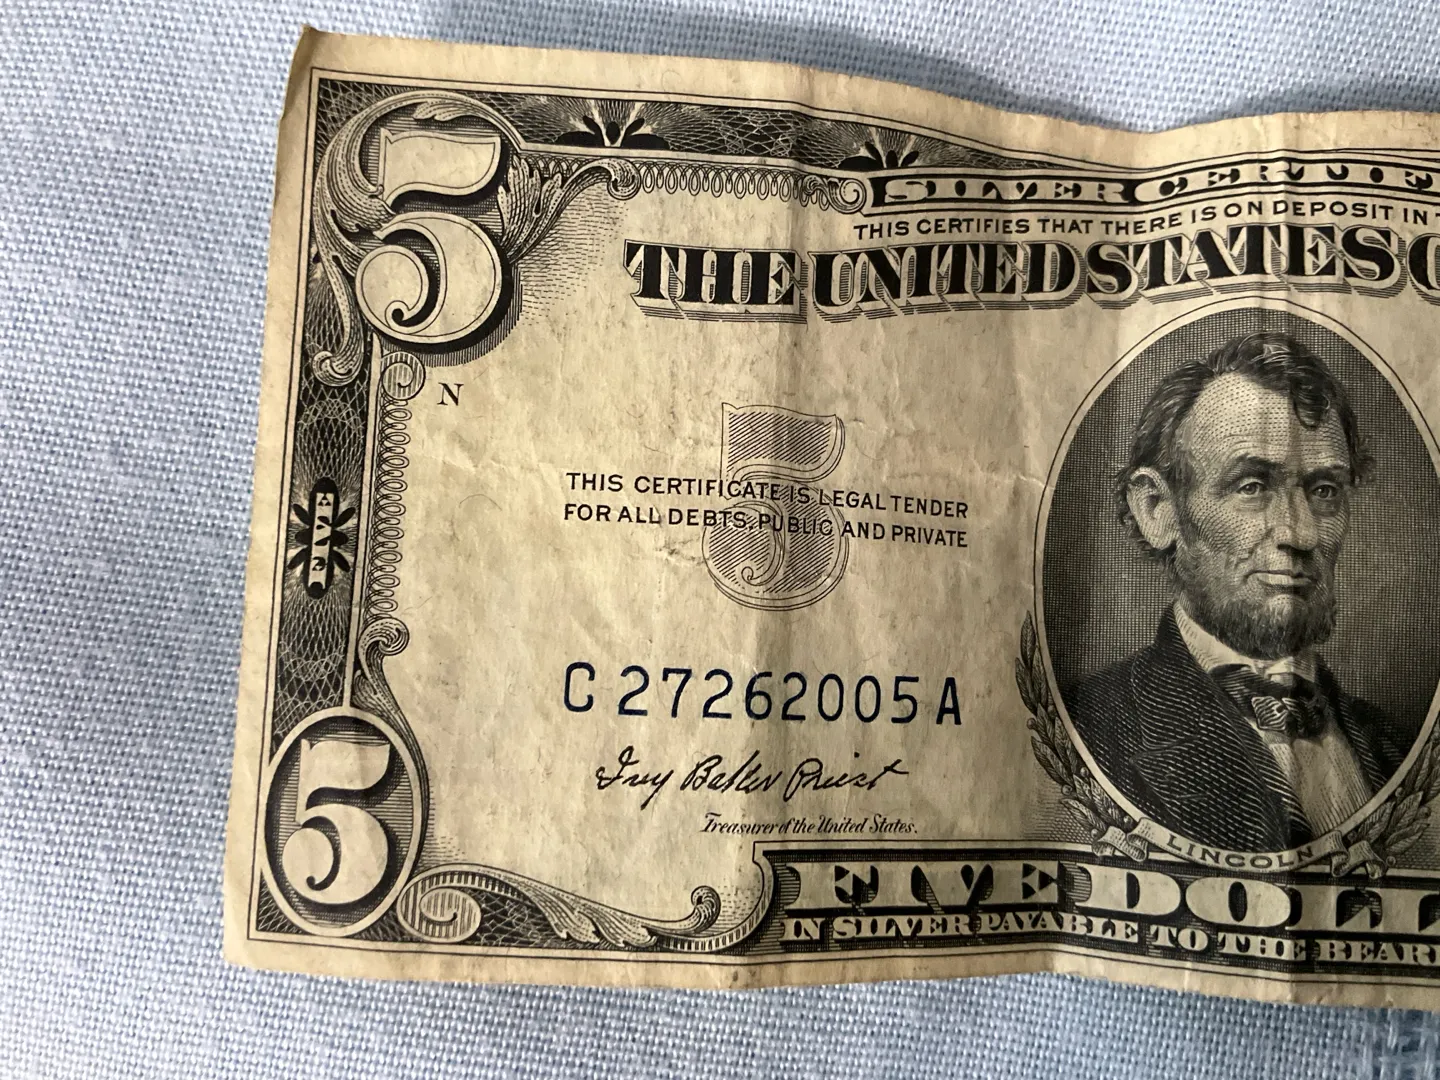 5
SILVER CERTIF
THIS CERTIFIES THAT THERE IS ON DEPOSIT IN T
THE UNITED STATES O
N
5
THIS CERTIFICATE IS LEGAL TENDER
FOR ALL DEBTS, PUBLIC AND PRIVATE
C27262005A
Ivy Baker Priest
Treasurer of the United States.
LINCOLN
5
FIVE DOLL
IN SILVER PAYABLE TO THE BEAR